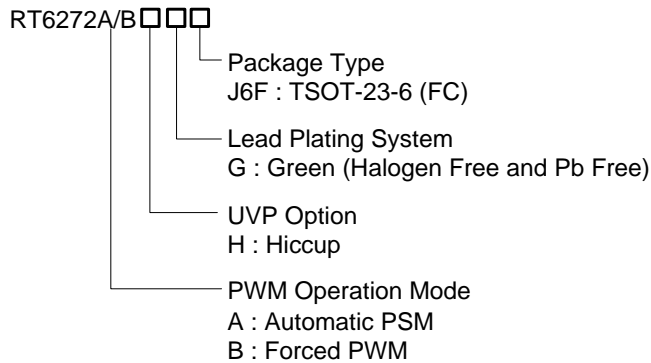 RT6272A/B□□□
Package Type
J6F : TSOT-23-6 (FC)
Lead Plating System
G : Green (Halogen Free and Pb Free)
UVP Option
H : Hiccup
PWM Operation Mode
A : Automatic PSM
B : Forced PWM